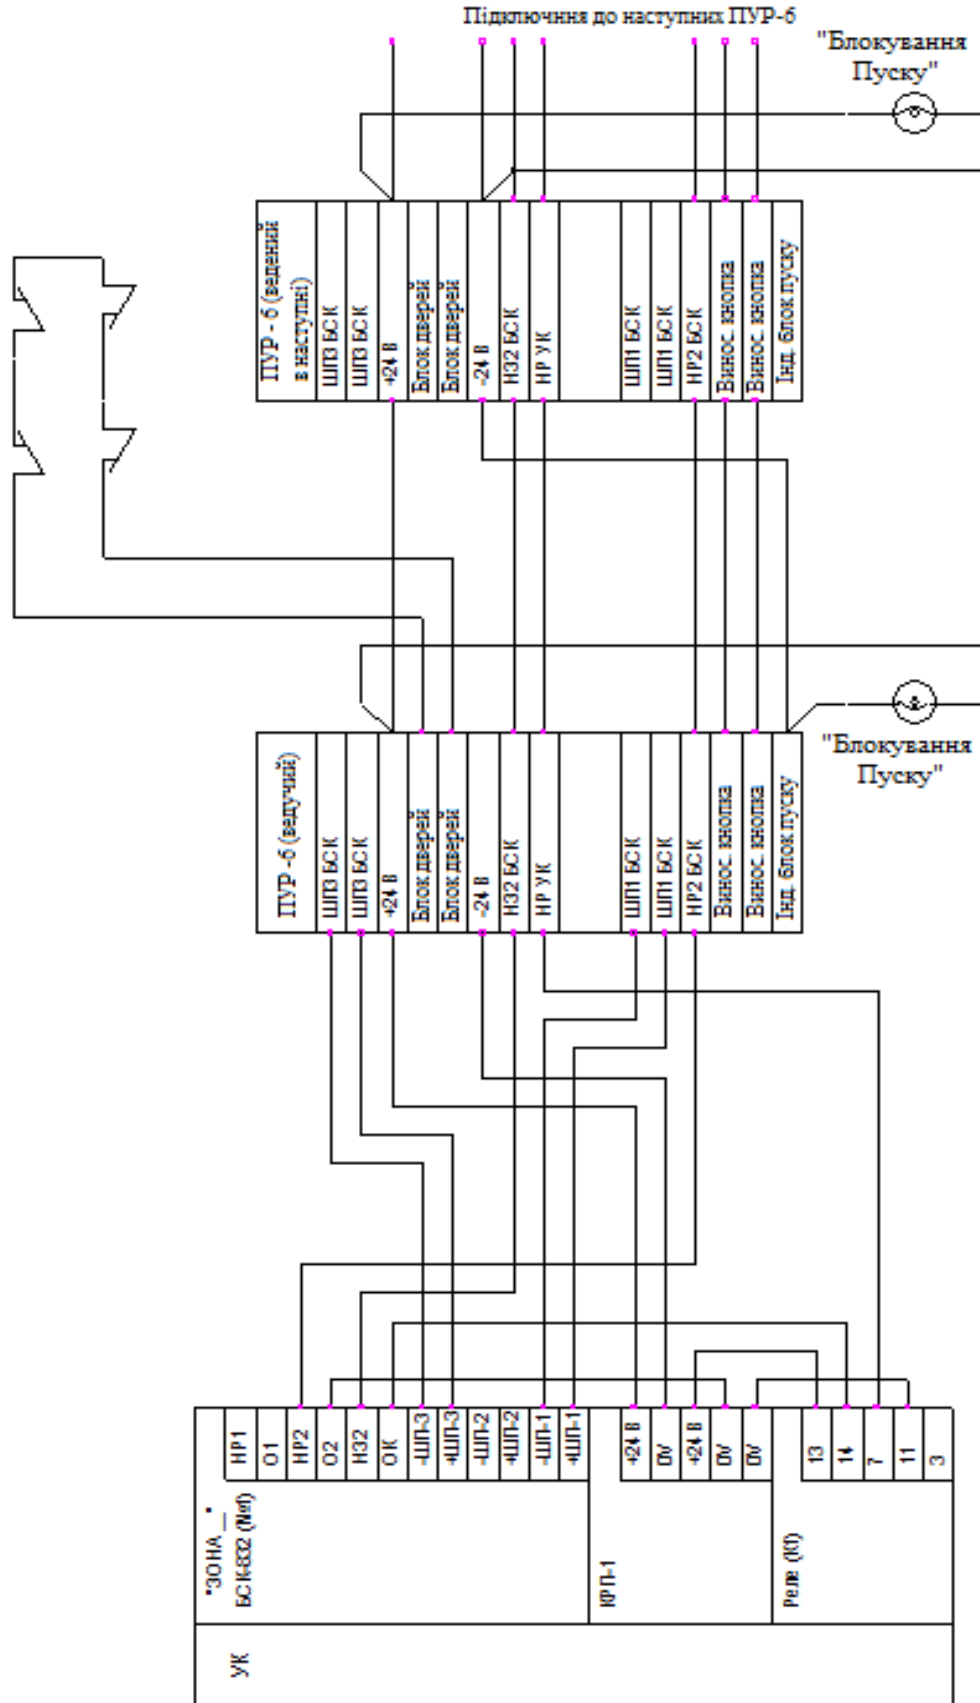 Підключння до наступних ПУР-6
"Блокування
Пуску"
ПУР - 6 (ведений
в наступні)
ШП3 БСК
ШП3 БСК
+24 В
Блок дверей
Блок дверей
-24 В
НЗ2 БСК
НР УК
ШП1 БСК
ШП1 БСК
НР2 БСК
Винос. кнопка
Винос. кнопка
Інд. блок пуску
"Блокування
Пуску"
ПУР -6 (ведучий)
ШП3 БСК
ШП3 БСК
+24 В
Блок дверей
Блок дверей
-24 В
НЗ2 БСК
НР УК
ШП1 БСК
ШП1 БСК
НР2 БСК
Винос. кнопка
Винос. кнопка
Інд. блок пуску
УК
"ЗОНА __"
БСК-832 (№1)
НР1
О1
НР2
О2
НЗ2
ОК
-ШП-3
+ШП-3
-ШП-2
+ШП-2
-ШП-1
+ШП-1
КРП-1
+24 В
0V
+24 В
0V
0V
Реле (К1)
13
14
7
11
3